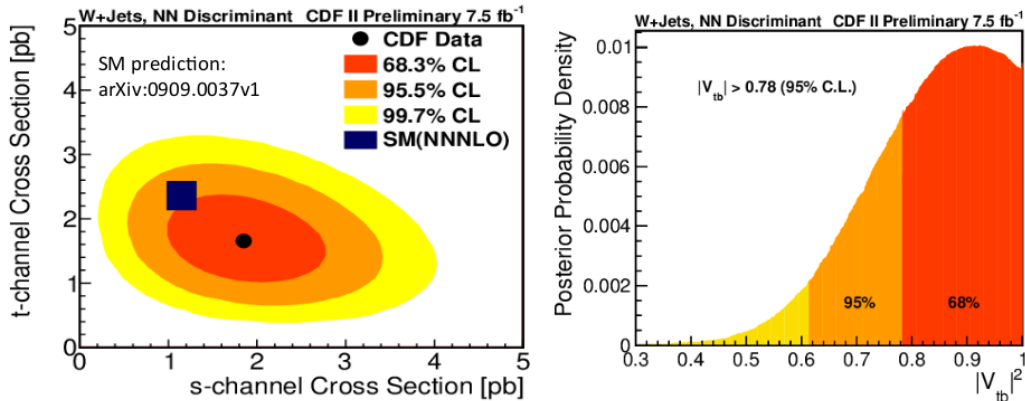 W+Jets, NN Discriminant CDF II Preliminary 7.5 fb⁻¹
t-channel Cross Section [pb]
5
4
3
2
1
0
SM prediction:
arXiv:0909.0037v1
CDF Data
68.3% CL
95.5% CL
99.7% CL
SM(NNNLO)
0 1 2 3 4 5
s-channel Cross Section [pb]
W+Jets, NN Discriminant CDF II Preliminary 7.5 fb⁻¹
Posterior Probability Density
0.01
0.008
0.006
0.004
0.002
0
|V_tb| > 0.78 (95% C.L.)
95% 68%
0.3 0.4 0.5 0.6 0.7 0.8 0.9 1.0
|V_tb|²